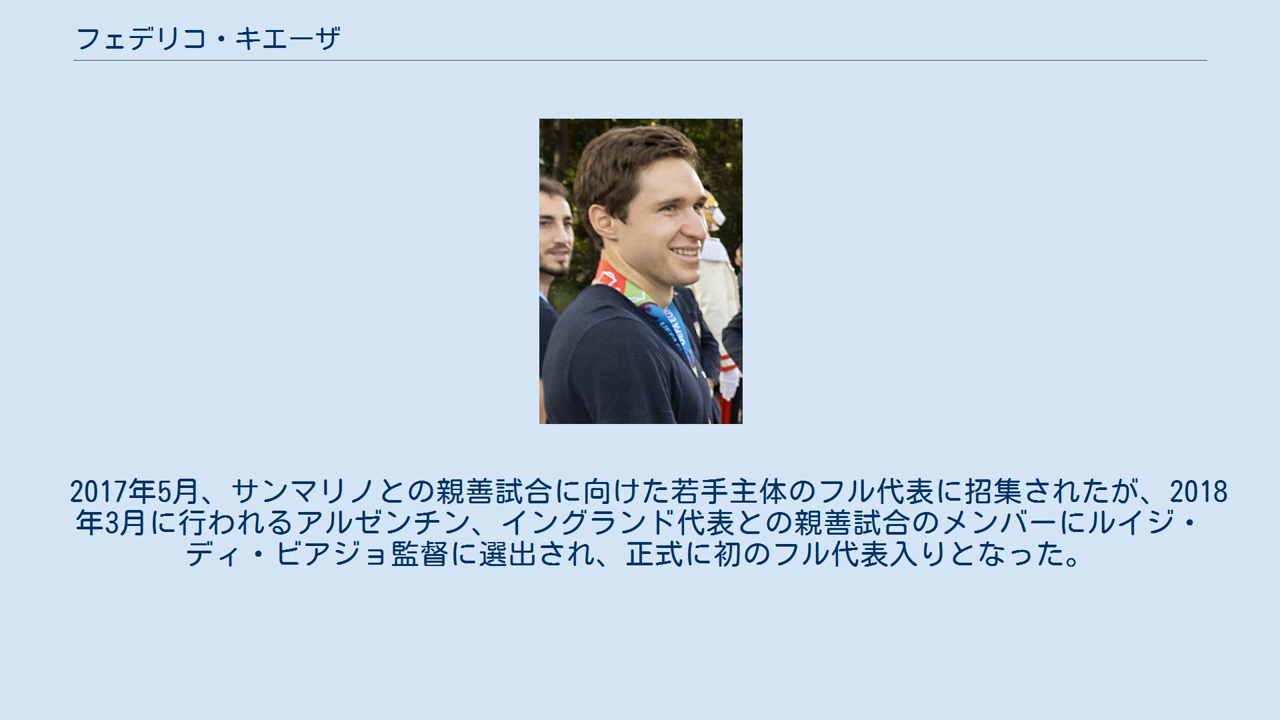 フェデリコ・キエーザ
UEFA EURO
2017年5月、サンマリノとの親善試合に向けた若手主体のフル代表に招集されたが、2018
年3月に行われるアルゼンチン、イングランド代表との親善試合のメンバーにルイジ・
ディ・ビアジョ監督に選出され、正式に初のフル代表入りとなった。